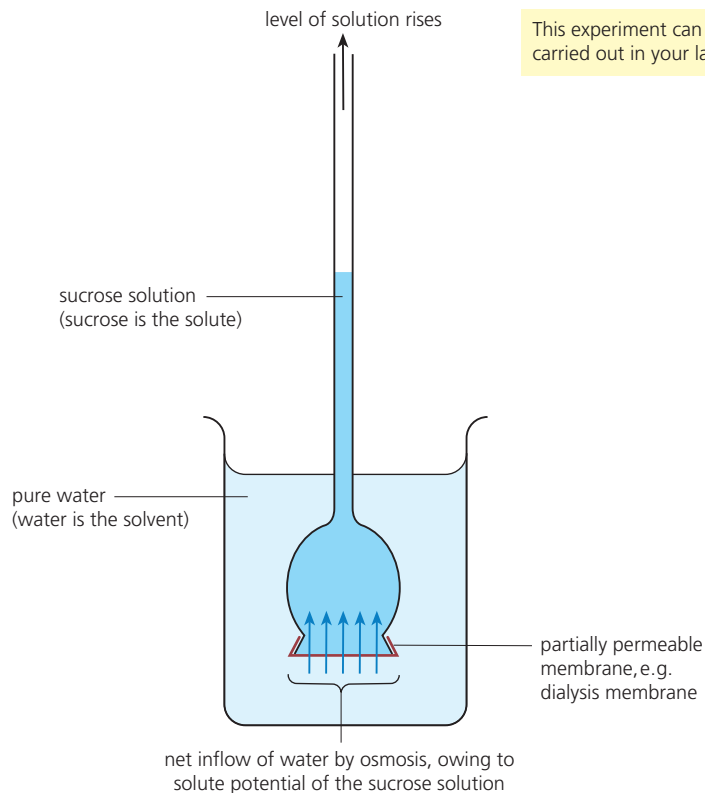 level of solution rises
This experiment can
carried out in your
sucrose solution
(sucrose is the solute)
pure water
(water is the solvent)
partially permeable
membrane, e.g.
dialysis membrane
net inflow of water by osmosis, owing to
solute potential of the sucrose solution